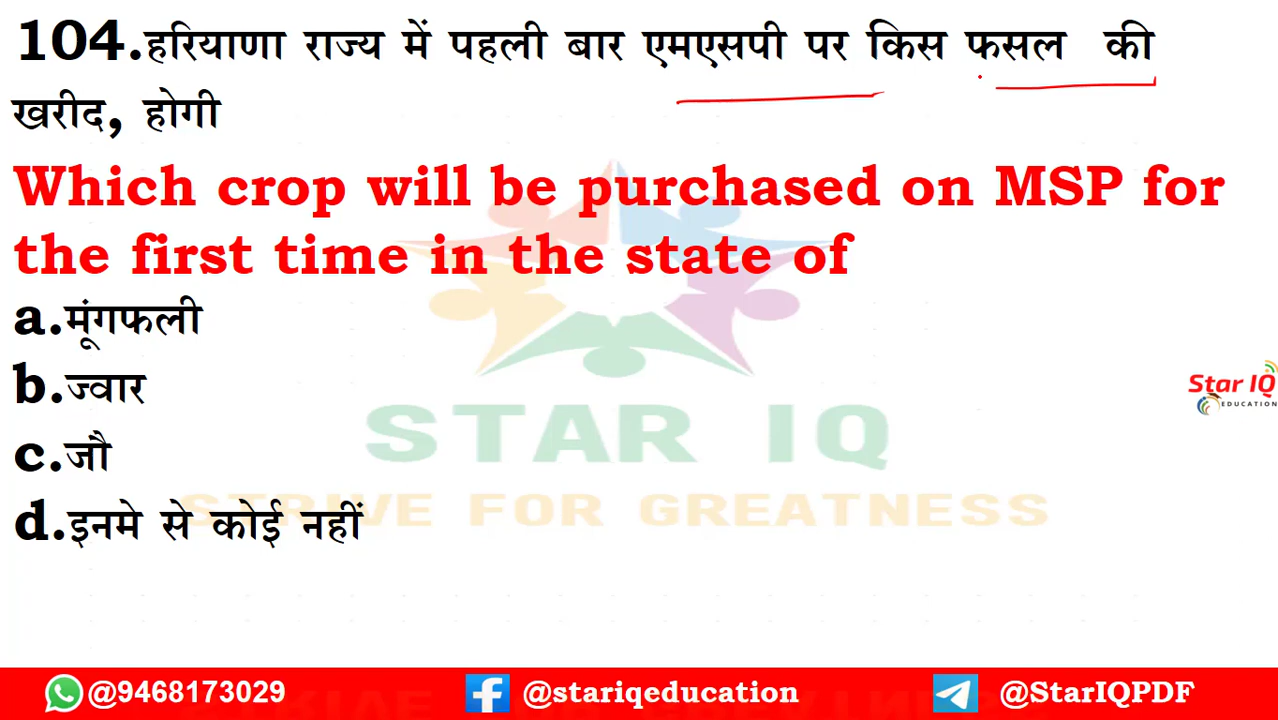 104.हरियाणा राज्य में पहली बार एमएसपी पर किस फसल की
खरीद, होगी
Which crop will be purchased on MSP for
the first time in the state of
a.मूंगफली
b.ज्वार
c.जौ
d.इनमे से कोई नहीं
STAR IQ
STRIVE FOR GREATNESS
Star IQ
EDUCATION
@9468173029 @stariqeducation @StarIQPDF